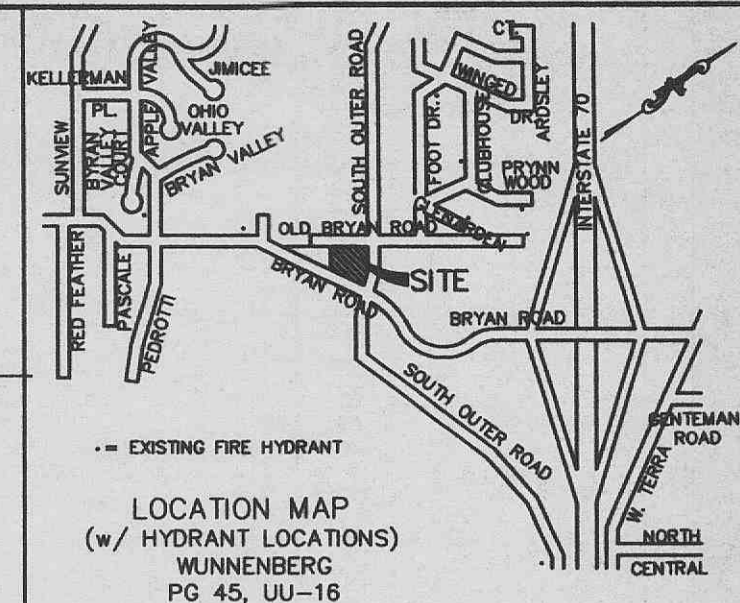 KELLERMAN
VALLEY
JIMICEE
PL
OHIO
VALLEY
APPLE
BYRAN
VALLEY
COURT
SUNVIEW
BRYAN VALLEY
SOUTH OUTER ROAD
CT
WINGED
FOOT DR.
CLUBHOUSE
DR.
ARDSLEY
PRYNN
WOOD
GLENGARDEN
INTERSTATE 70
OLD BRYAN ROAD
BRYAN ROAD
SITE
BRYAN ROAD
RED FEATHER
PASCALE
PEDROTTI
SOUTH OUTER ROAD
GENTEMAN
ROAD
W. TERRA
NORTH
CENTRAL
•= EXISTING FIRE HYDRANT
LOCATION MAP
(w/ HYDRANT LOCATIONS)
WUNNENBERG
PG 45, UU-16